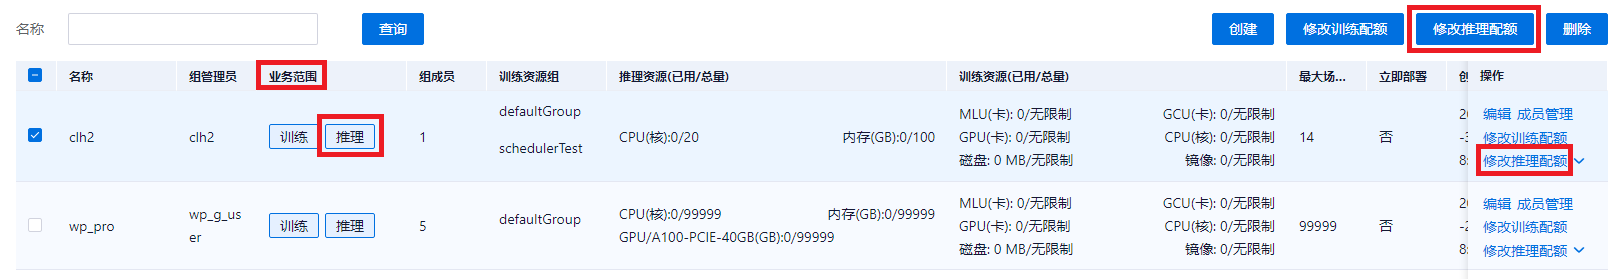 名称 查询 创建 修改训练配额 修改推理配额 删除
名称 组管理员 业务范围 组成员 训练资源组 推理资源(已用/总量) 训练资源(已用/总量) 最大场... 立即部署 操作
clh2 clh2 训练 推理 1 defaultGroup
schedulerTest
CPU(核):0/20 内存(GB):0/100
MLU(卡): 0/无限制 GCU(卡): 0/无限制
GPU(卡): 0/无限制 CPU(核): 0/无限制
磁盘: 0 MB/无限制 镜像: 0/无限制
14 否
编辑 成员管理
修改训练配额
修改推理配额
wp_pro wp_g_us
er
训练 推理 5 defaultGroup
CPU(核):0/99999 内存(GB):0/99999
GPU/A100-PCIE-40GB(GB):0/99999
MLU(卡): 0/无限制 GCU(卡): 0/无限制
GPU(卡): 0/无限制 CPU(核): 0/无限制
磁盘: 0 MB/无限制 镜像: 0/无限制
99999 否
编辑 成员管理
修改训练配额
修改推理配额